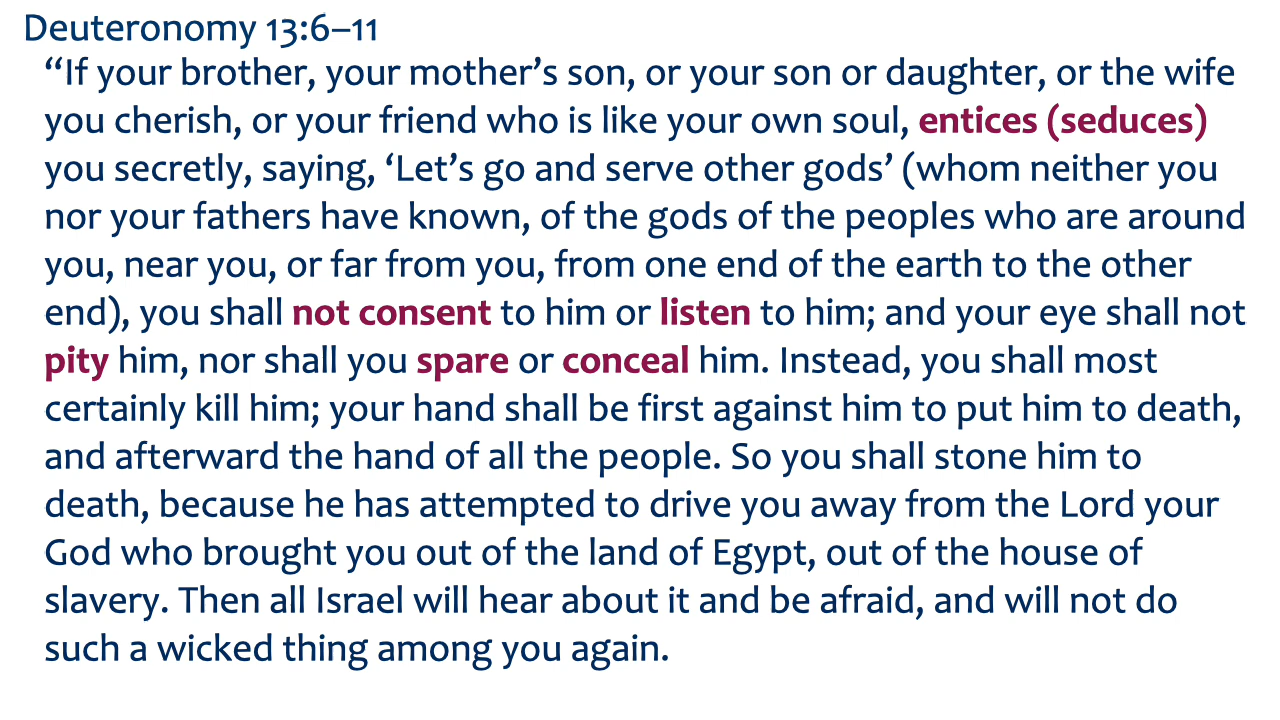 Deuteronomy 13:6–11
“If your brother, your mother’s son, or your son or daughter, or the wife
you cherish, or your friend who is like your own soul, entices (seduces)
you secretly, saying, ‘Let’s go and serve other gods’ (whom neither you
nor your fathers have known, of the gods of the peoples who are around
you, near you, or far from you, from one end of the earth to the other
end), you shall not consent to him or listen to him; and your eye shall not
pity him, nor shall you spare or conceal him. Instead, you shall most
certainly kill him; your hand shall be first against him to put him to death,
and afterward the hand of all the people. So you shall stone him to
death, because he has attempted to drive you away from the Lord your
God who brought you out of the land of Egypt, out of the house of
slavery. Then all Israel will hear about it and be afraid, and will not do
such a wicked thing among you again.